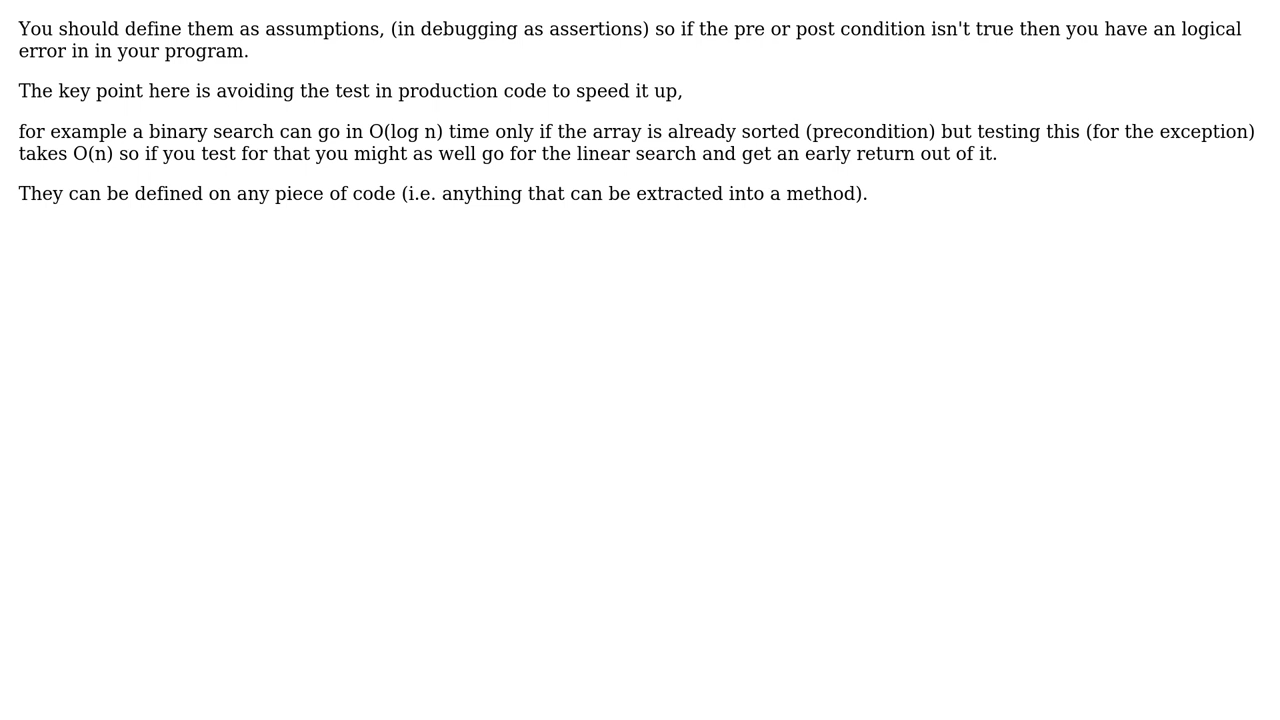 You should define them as assumptions, (in debugging as assertions) so if the pre or post condition isn't true then you have an logical
error in in your program.
The key point here is avoiding the test in production code to speed it up,
for example a binary search can go in O(log n) time only if the array is already sorted (precondition) but testing this (for the exception)
takes O(n) so if you test for that you might as well go for the linear search and get an early return out of it.
They can be defined on any piece of code (i.e. anything that can be extracted into a method).